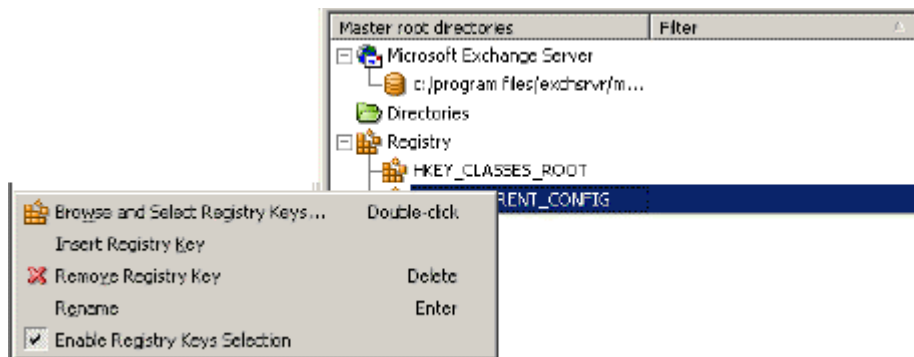 Master root directories Filter
Microsoft Exchange Server
c:/program files/exchsrvr/m...
Directories
Registry
HKEY_CLASSES_ROOT
RENT_CONFIG
Browse and Select Registry Keys... Double-click
Insert Registry Key
Remove Registry Key Delete
Rename Enter
Enable Registry Keys Selection